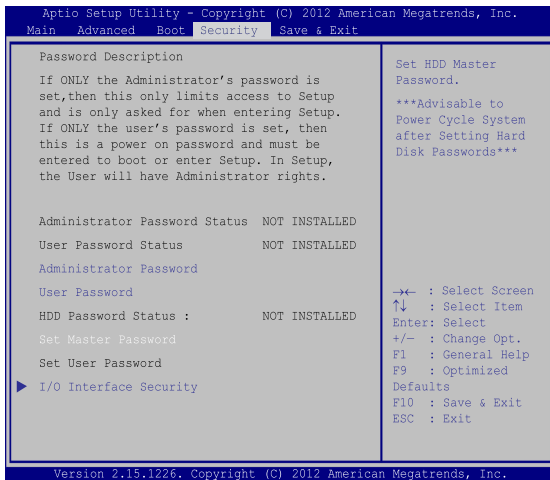 Aptio Setup Utility - Copyright (C) 2012 American Megatrends, Inc.
Main Advanced Boot Security Save & Exit
Password Description
If ONLY the Administrator's password is
set,then this only limits access to Setup
and is only asked for when entering Setup.
If ONLY the user's password is set, then
this is a power on password and must be
entered to boot or enter Setup. In Setup,
the User will have Administrator rights.
Administrator Password Status NOT INSTALLED
User Password Status NOT INSTALLED
Administrator Password
User Password
HDD Password Status : NOT INSTALLED
Set Master Password
Set User Password
I/O Interface Security
Set HDD Master
Password.
***Advisable to
Power Cycle System
after Setting Hard
Disk Passwords***
→← : Select Screen
↑↓ : Select Item
Enter: Select
+/− : Change Opt.
F1 : General Help
F9 : Optimized
Defaults
F10 : Save & Exit
ESC : Exit
Version 2.15.1226. Copyright (C) 2012 American Megatrends, Inc.